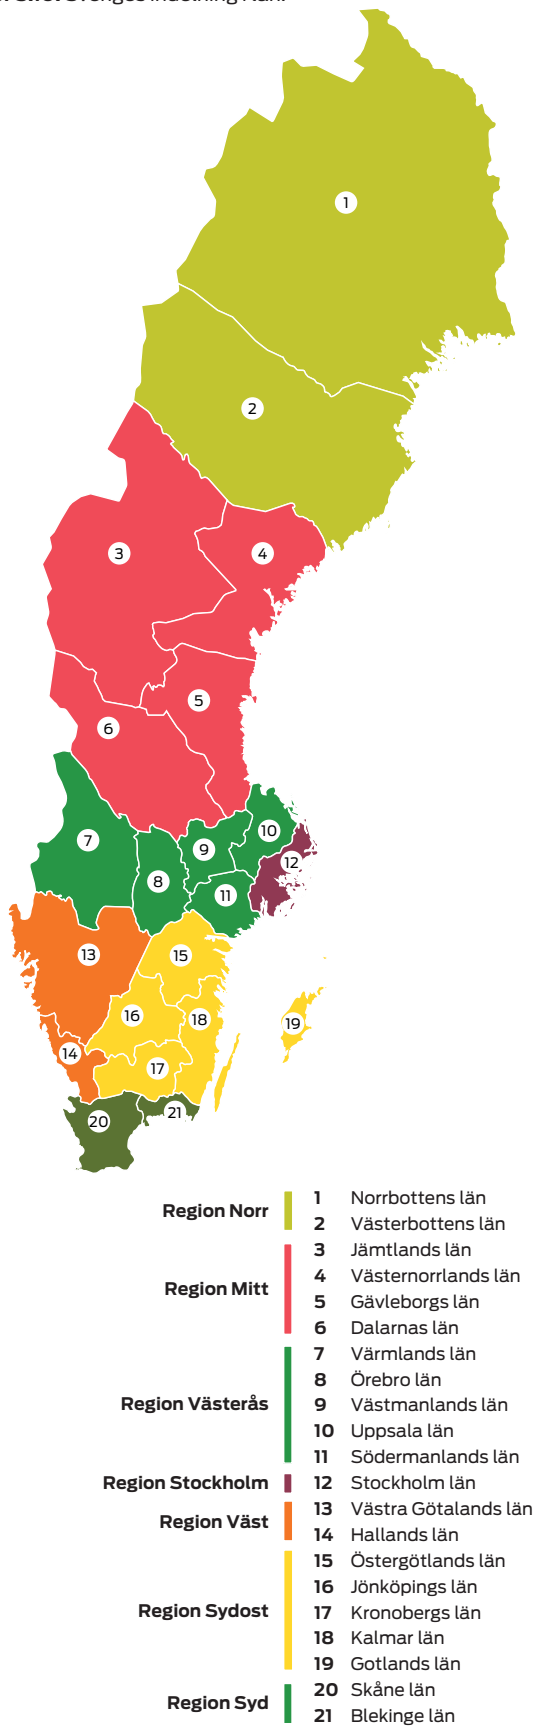 Sveriges indelning i län.
1
2
3
4
5
6
7
8
9
10
11
12
13
14
15
16
17
18
19
20
21
Region Norr
1 Norrbottens län
2 Västerbottens län
Region Mitt
3 Jämtlands län
4 Västernorrlands län
5 Gävleborgs län
6 Dalarnas län
Region Västerås
7 Värmlands län
8 Örebro län
9 Västmanlands län
10 Uppsala län
11 Södermanlands län
Region Stockholm
12 Stockholm län
Region Väst
13 Västra Götalands län
14 Hallands län
Region Sydost
15 Östergötlands län
16 Jönköpings län
17 Kronobergs län
18 Kalmar län
19 Gotlands län
Region Syd
20 Skåne län
21 Blekinge län